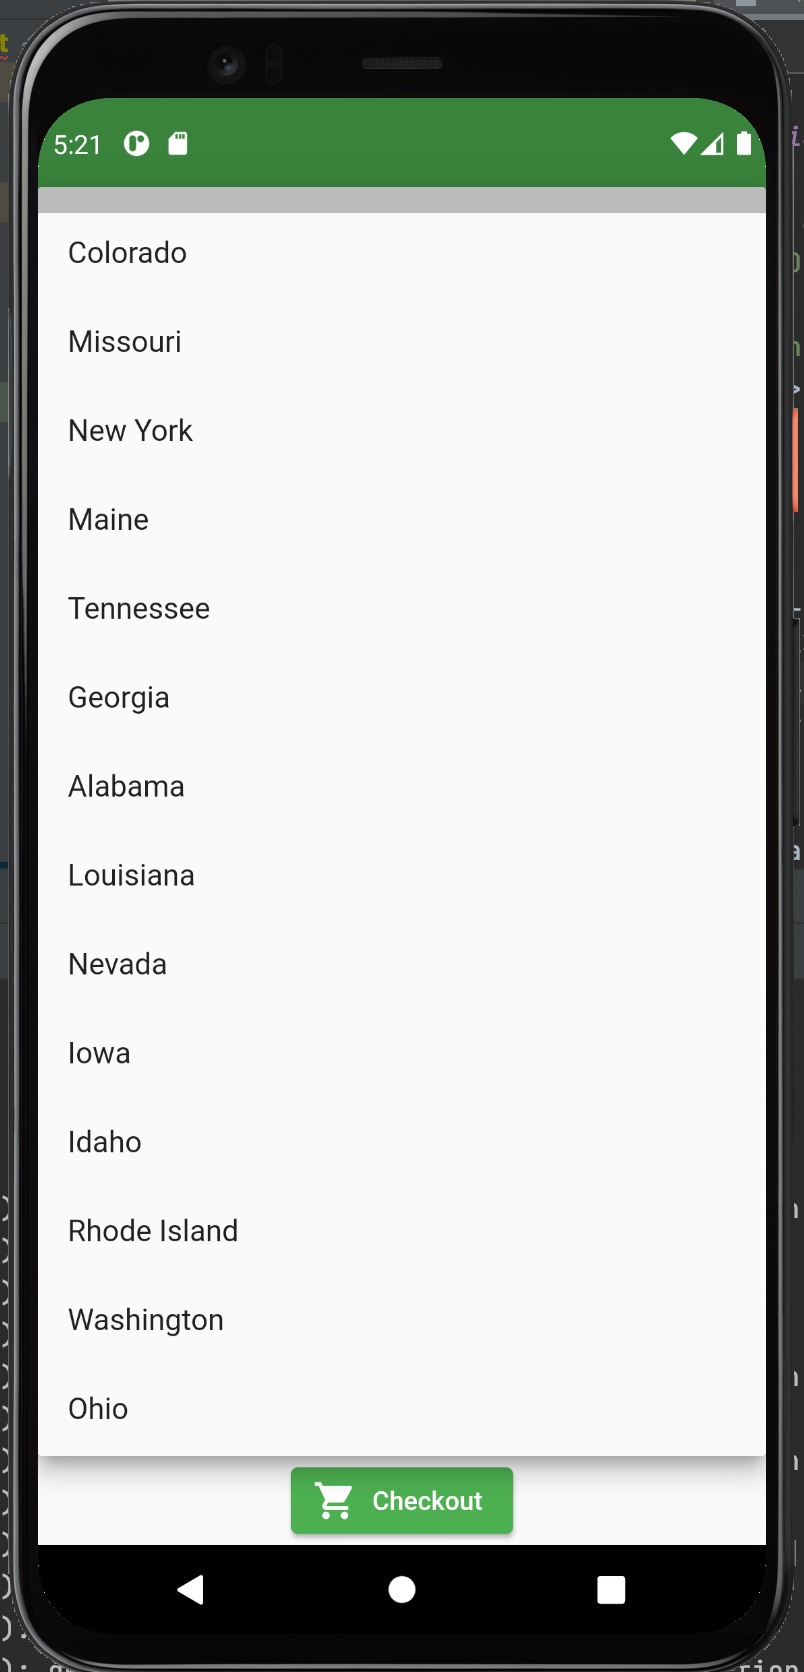 5:21
Colorado
Missouri
New York
Maine
Tennessee
Georgia
Alabama
Louisiana
Nevada
Iowa
Idaho
Rhode Island
Washington
Ohio
Checkout